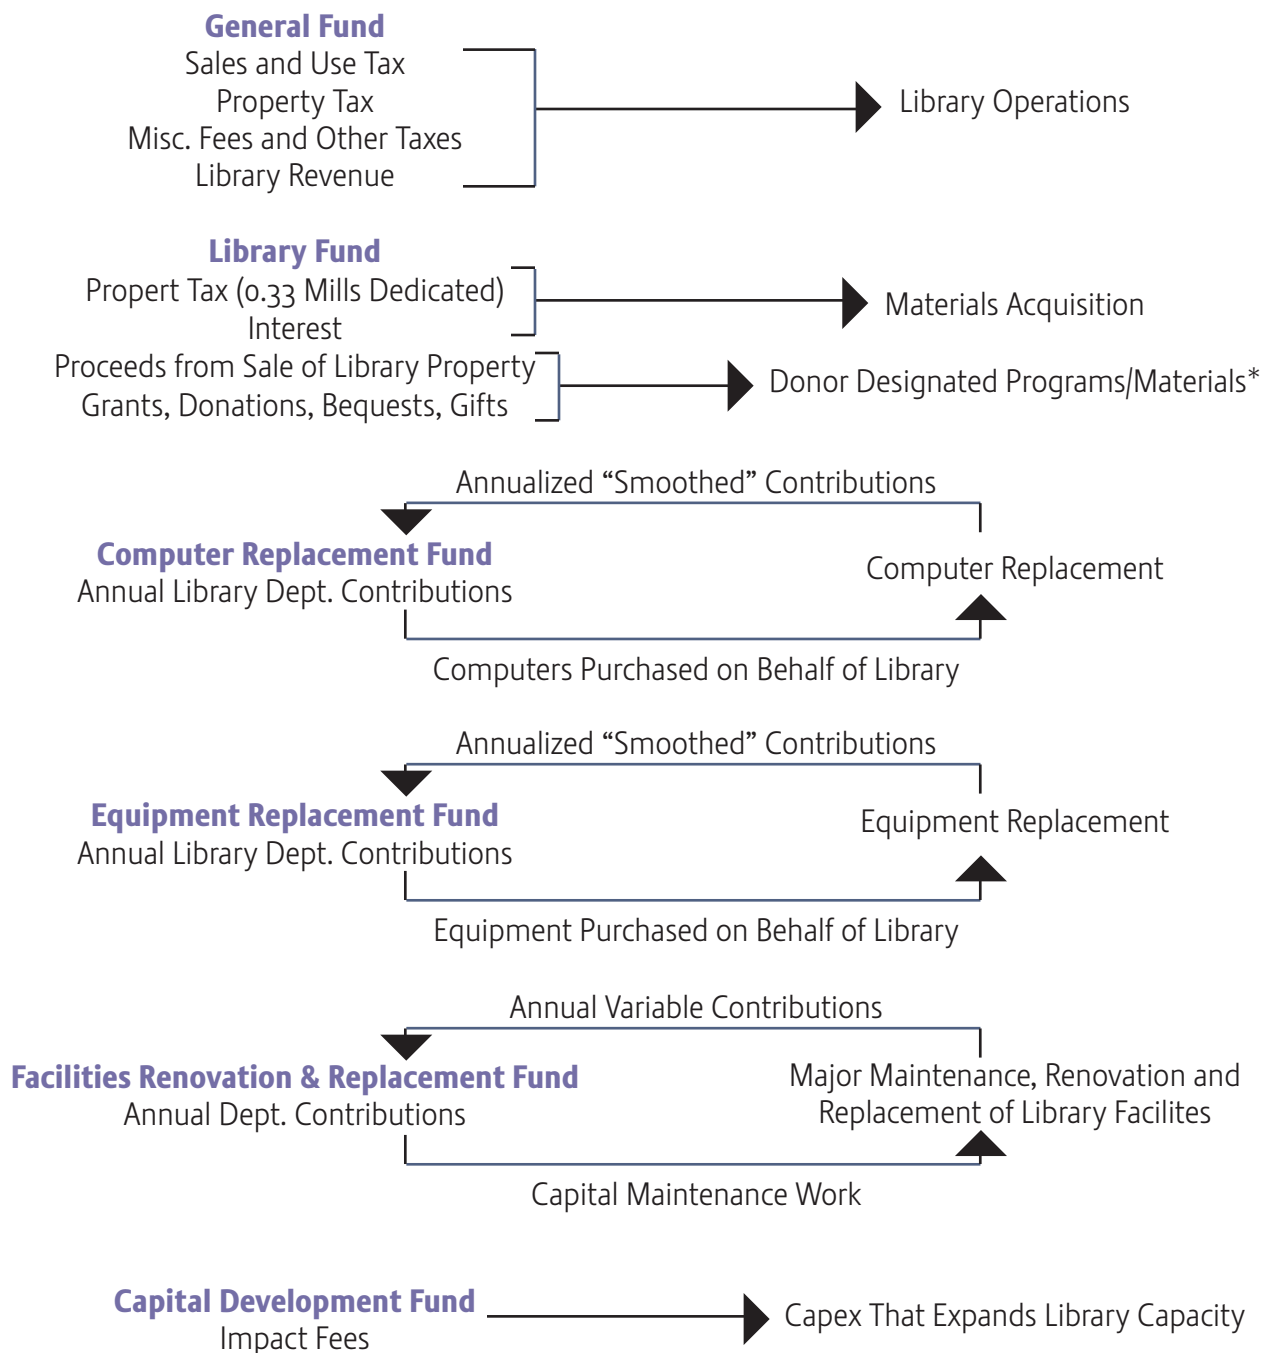 General Fund
Sales and Use Tax
Property Tax
Misc. Fees and Other Taxes
Library Revenue
Library Operations
Library Fund
Propert Tax (0.33 Mills Dedicated)
Interest
Materials Acquisition
Proceeds from Sale of Library Property
Grants, Donations, Bequests, Gifts
Donor Designated Programs/Materials*
Annualized “Smoothed” Contributions
Computer Replacement Fund
Annual Library Dept. Contributions
Computer Replacement
Computers Purchased on Behalf of Library
Annualized “Smoothed” Contributions
Equipment Replacement Fund
Annual Library Dept. Contributions
Equipment Replacement
Equipment Purchased on Behalf of Library
Annual Variable Contributions
Facilities Renovation & Replacement Fund
Annual Dept. Contributions
Major Maintenance, Renovation and
Replacement of Library Facilites
Capital Maintenance Work
Capital Development Fund
Impact Fees
Capex That Expands Library Capacity